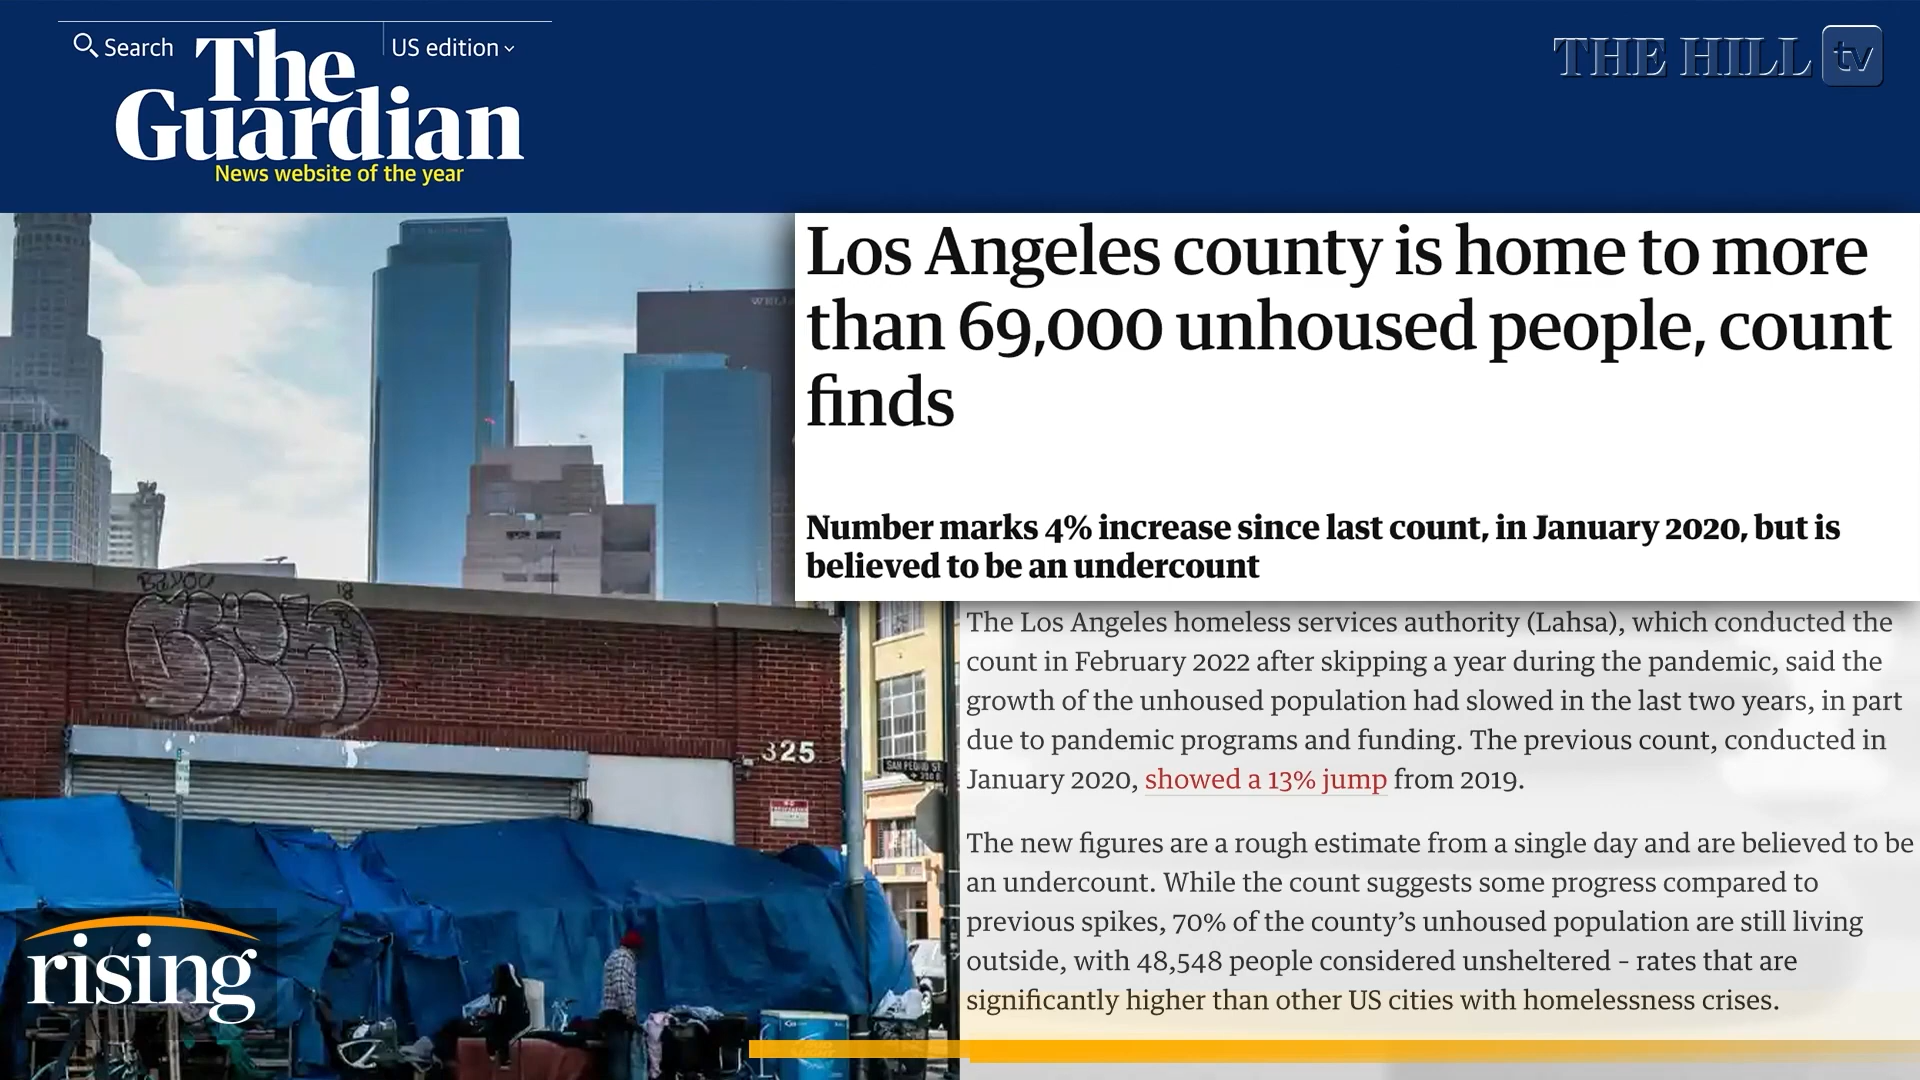 Search
US edition
The
Guardian
News website of the year
THE HILL tv
Los Angeles county is home to more
than 69,000 unhoused people, count
finds
Number marks 4% increase since last count, in January 2020, but is
believed to be an undercount
The Los Angeles homeless services authority (Lahsa), which conducted the
count in February 2022 after skipping a year during the pandemic, said the
growth of the unhoused population had slowed in the last two years, in part
due to pandemic programs and funding. The previous count, conducted in
January 2020, showed a 13% jump from 2019.
The new figures are a rough estimate from a single day and are believed to be
an undercount. While the count suggests some progress compared to
previous spikes, 70% of the county’s unhoused population are still living
outside, with 48,548 people considered unsheltered – rates that are
significantly higher than other US cities with homelessness crises.
325
SAN PEDRO ST
rising